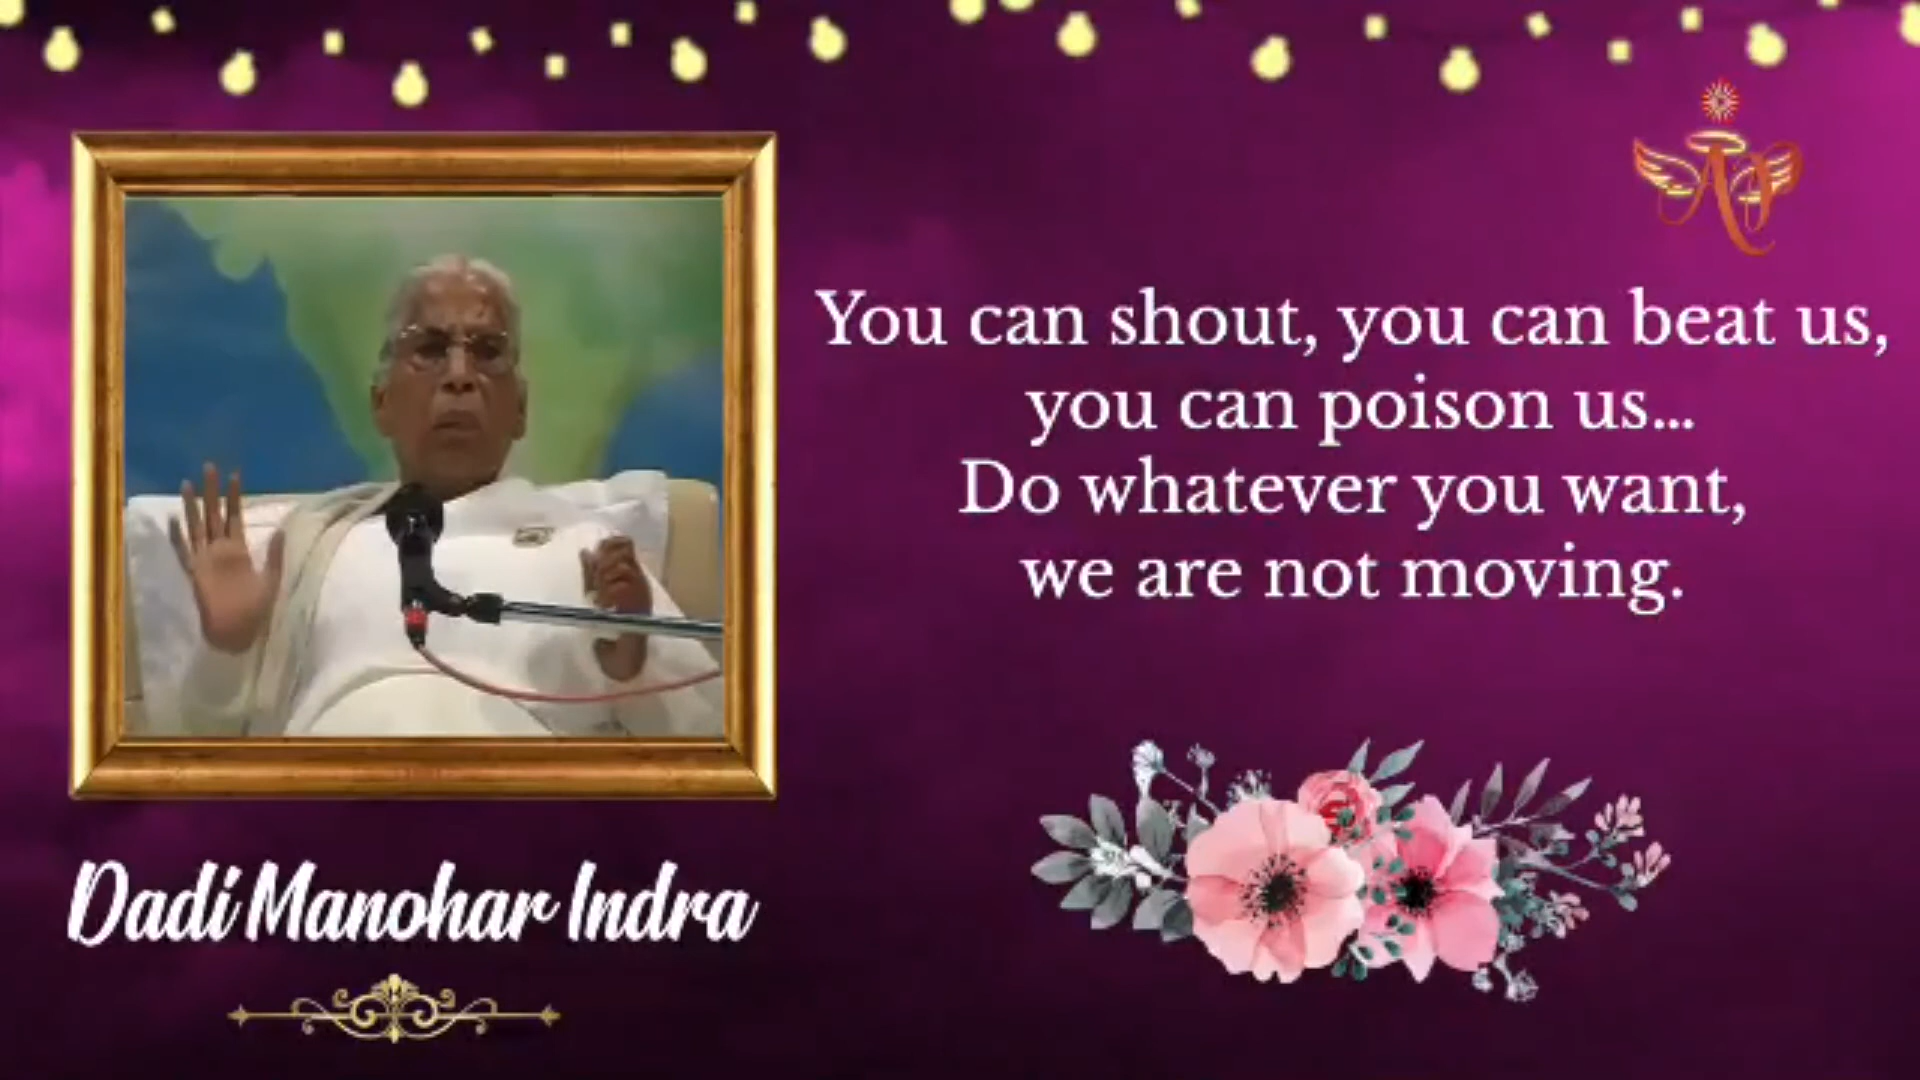 You can shout, you can beat us,
you can poison us...
Do whatever you want,
we are not moving.
Dadi Manohar Indra